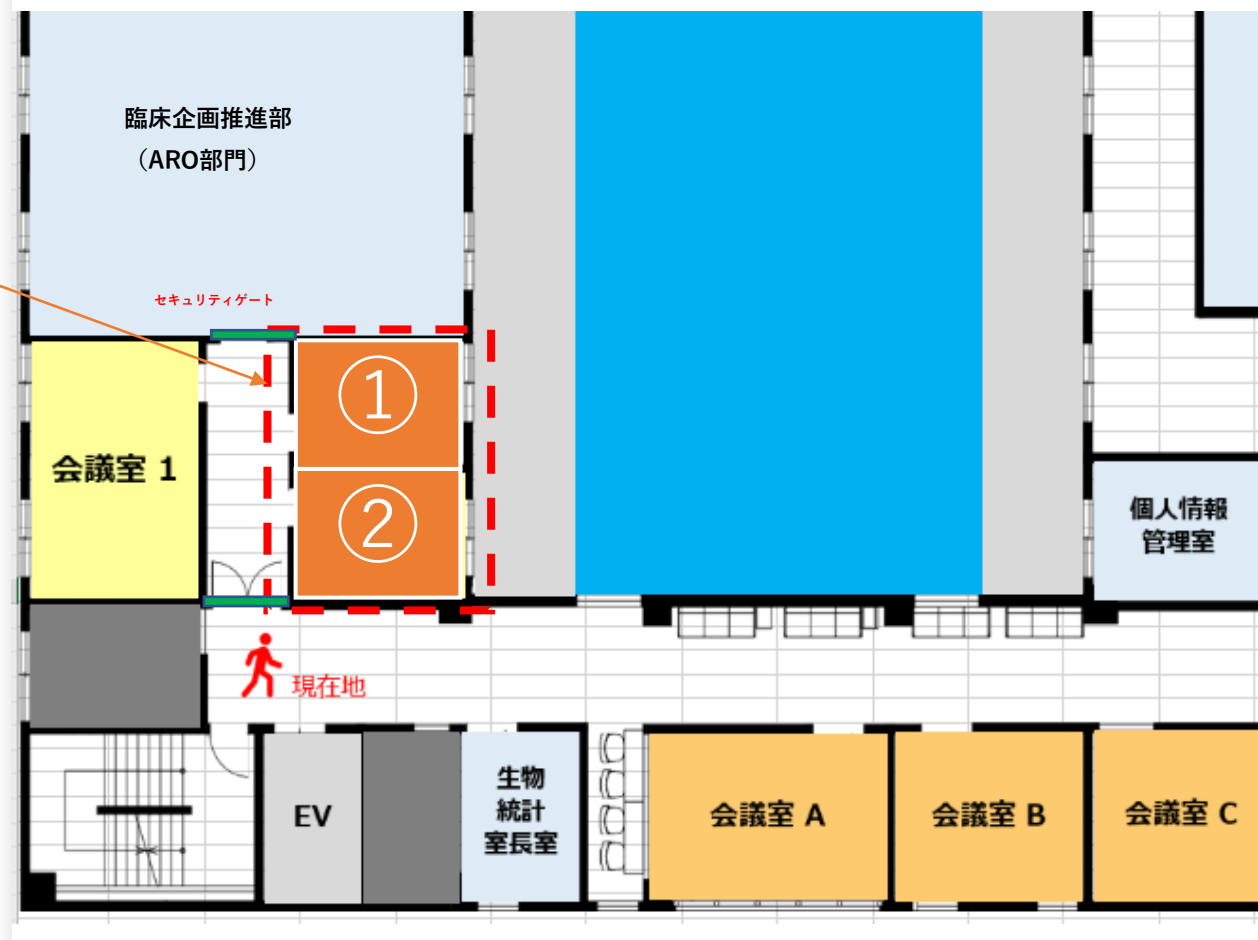 臨床企画推進部
（ARO部門）
セキュリティゲート
①
会議室 1
②
個人情報
管理室
現在地
EV
生物
統計
室長室
会議室 A
会議室 B
会議室 C